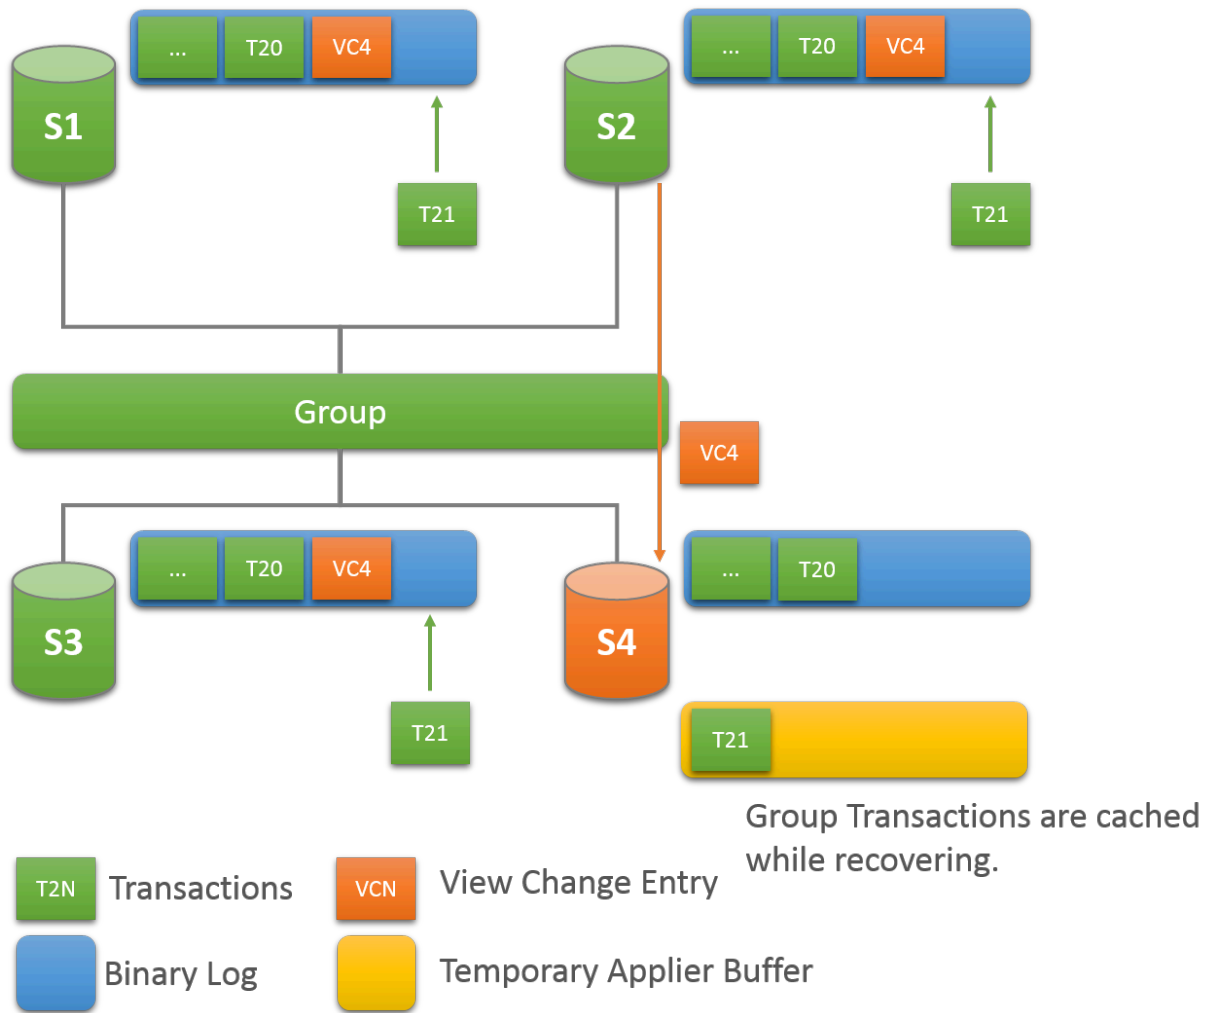 ... T20 VC4
... T20 VC4
S1
S2
T21
T21
Group
VC4
... T20 VC4
... T20
S3
S4
T21
T21
Group Transactions are cached
while recovering.
T2N Transactions
VCN View Change Entry
Binary Log
Temporary Applier Buffer